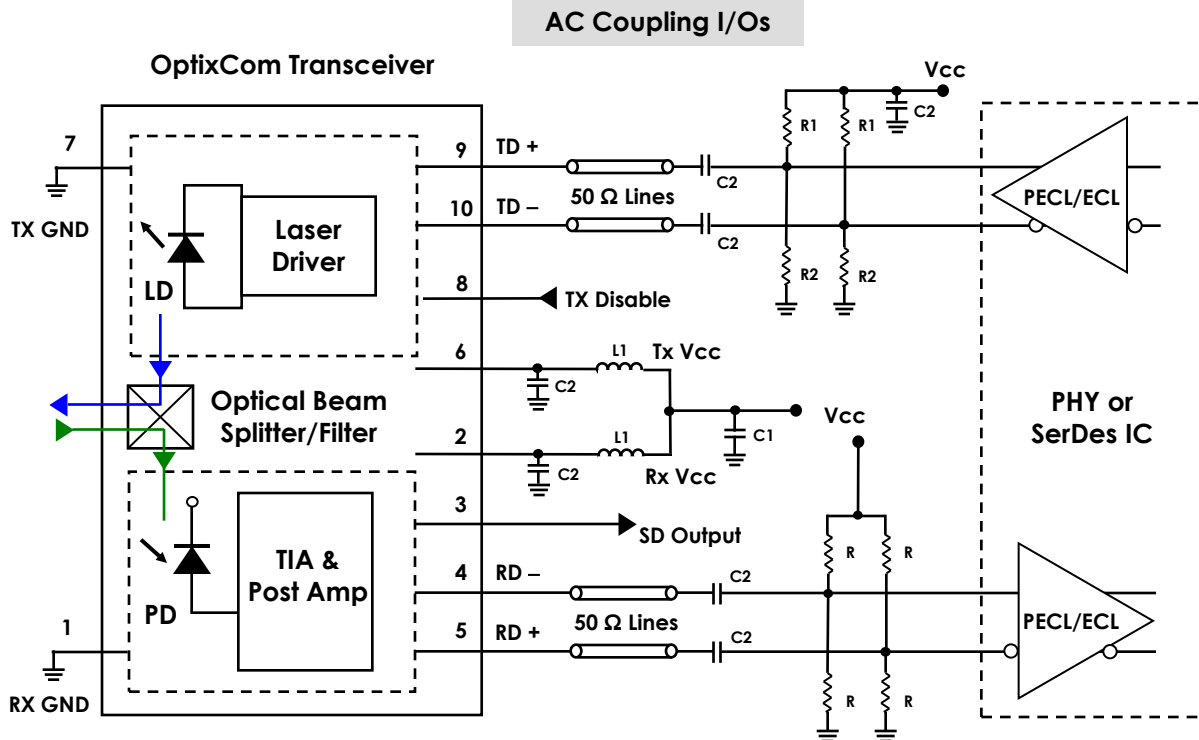 AC Coupling I/Os
OptixCom Transceiver
Vcc
7
TX GND
Laser
Driver
LD
9
TD +
10
TD –
50 Ω Lines
C2
C2
R1
R1
C2
R2
R2
PECL/ECL
8
TX Disable
6
L1
Tx Vcc
C2
C1
Optical Beam
Splitter/Filter
2
L1
Rx Vcc
C2
Vcc
PHY or
SerDes IC
3
SD Output
TIA &
Post Amp
PD
4
RD –
5
RD +
50 Ω Lines
C2
C2
R
R
R
R
PECL/ECL
1
RX GND